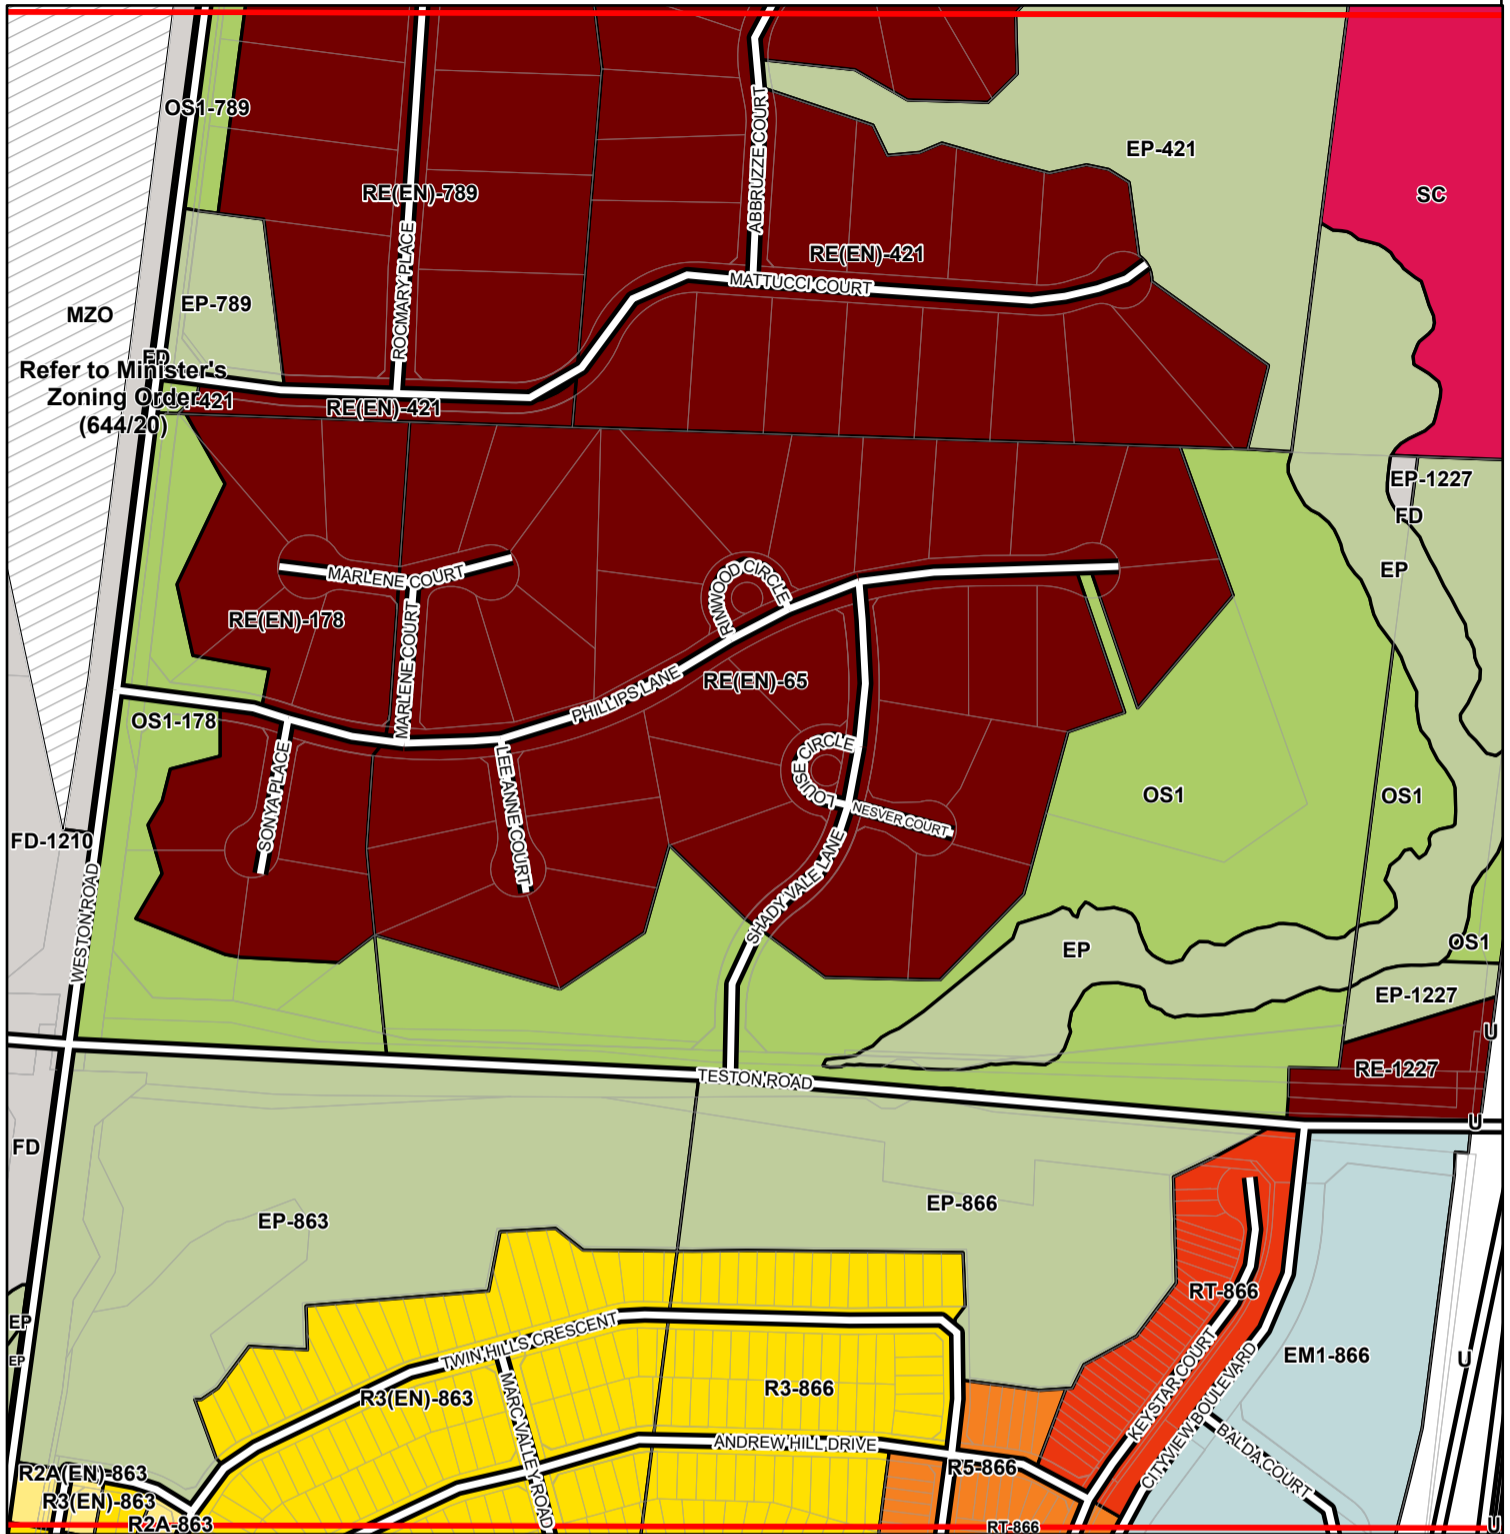 OS1-789
RE(EN)-789
ROCMARY PLACE
ABBRUZZE COURT
EP-421
SC
RE(EN)-421
MATTUCCI COURT
EP-789
MZO
FD
Refer to Minister's
Zoning Order
(644/20)
421
RE(EN)-421
EP-1227
FD
EP
MARLENE COURT
RIMWOOD CIRCLE
RE(EN)-178
MARLENE COURT
PHILLIPS LANE
RE(EN)-65
OS1-178
SONYA PLACE
LEE ANNE COURT
LOUISE CIRCLE
NESVER COURT
OS1
OS1
FD-1210
WESTON ROAD
SHADY VALE LANE
EP
OS1
EP-1227
U
RE-1227
TESTON ROAD
U
FD
EP-863
EP-866
RT-866
EP
EP
TWIN HILLS CRESCENT
EM1-866
U
R3(EN)-863
MARC VALLEY ROAD
R3-866
KEYSTAR COURT
CITYVIEW BOULEVARD
BALDA COURT
ANDREW HILL DRIVE
R5-866
R2A(EN)-863
R3(EN)-863
R2A-863
RT-866
U